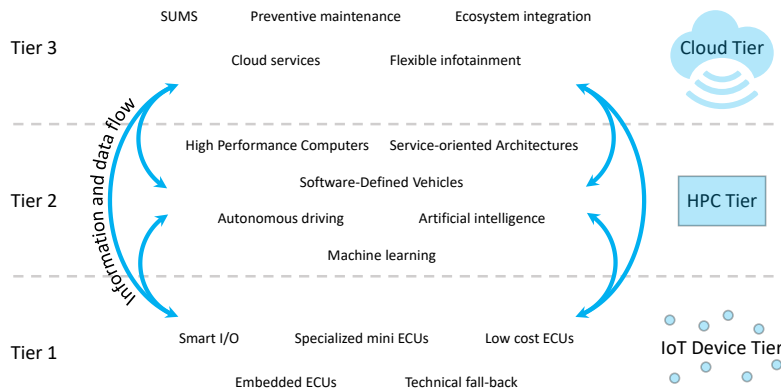 SUMS Preventive maintenance Ecosystem integration
Tier 3 Cloud Tier
Cloud services Flexible infotainment
Information and data flow
High Performance Computers Service-oriented Architectures
Software-Defined Vehicles
Tier 2 HPC Tier
Autonomous driving Artificial intelligence
Machine learning
Smart I/O Specialized mini ECUs Low cost ECUs
Tier 1 IoT Device Tier
Embedded ECUs Technical fall-back